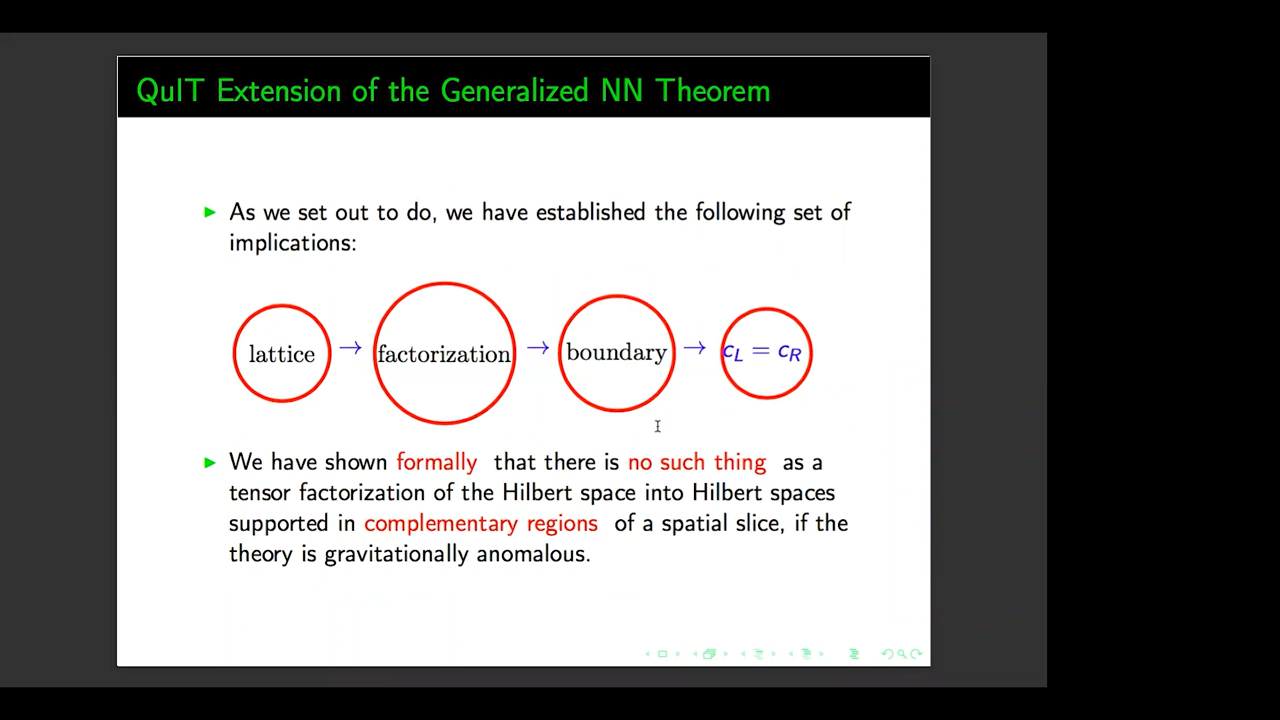 QuIT Extension of the Generalized NN Theorem
As we set out to do, we have established the following set of
implications:
lattice → factorization → boundary → c_L = c_R
We have shown formally that there is no such thing as a
tensor factorization of the Hilbert space into Hilbert spaces
supported in complementary regions of a spatial slice, if the
theory is gravitationally anomalous.